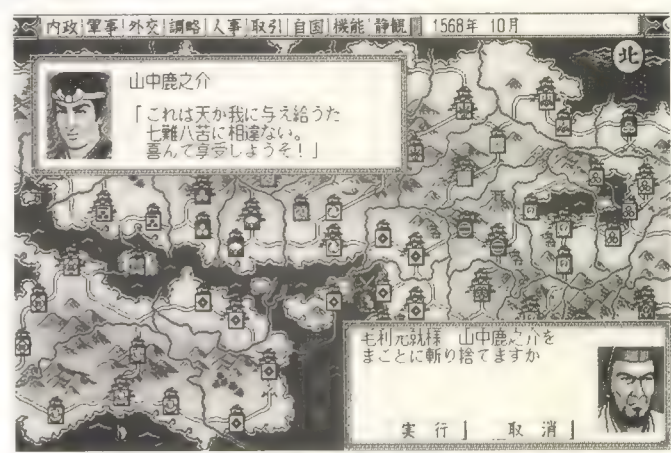 内政 軍事 外交 調略 人事 取引 自国 機能 静観 1568年 10月
北
山中鹿之介
「これは天が我に与え給うた
七難八苦に相違ない。
喜んで享受しようぞ!」
毛利元就様 山中鹿之介を
まことに斬り捨てますか
実行 取消